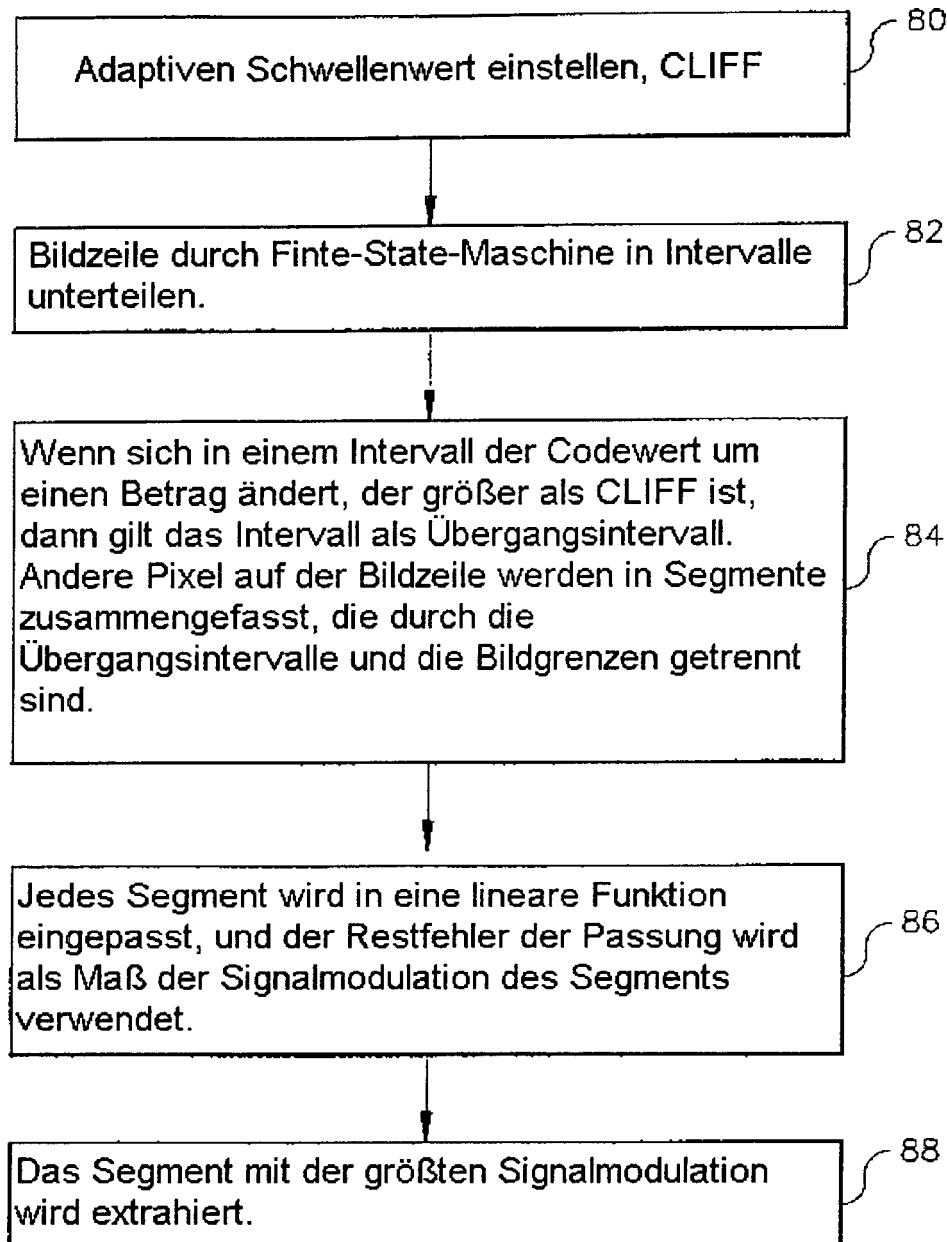 80
Adaptiven Schwellenwert einstellen, CLIFF
82
Bildzeile durch Finte-State-Maschine in Intervalle
unterteilen.
Wenn sich in einem Intervall der Codewert um
einen Betrag ändert, der größer als CLIFF ist,
dann gilt das Intervall als Übergangsintervall.
84
Andere Pixel auf der Bildzeile werden in Segmente
zusammengefasst, die durch die
Übergangsintervalle und die Bildgrenzen getrennt
sind.
Jedes Segment wird in eine lineare Funktion
eingepasst, und der Restfehler der Passung wird
86
als Maß der Signalmodulation des Segments
verwendet.
88
Das Segment mit der größten Signalmodulation
wird extrahiert.